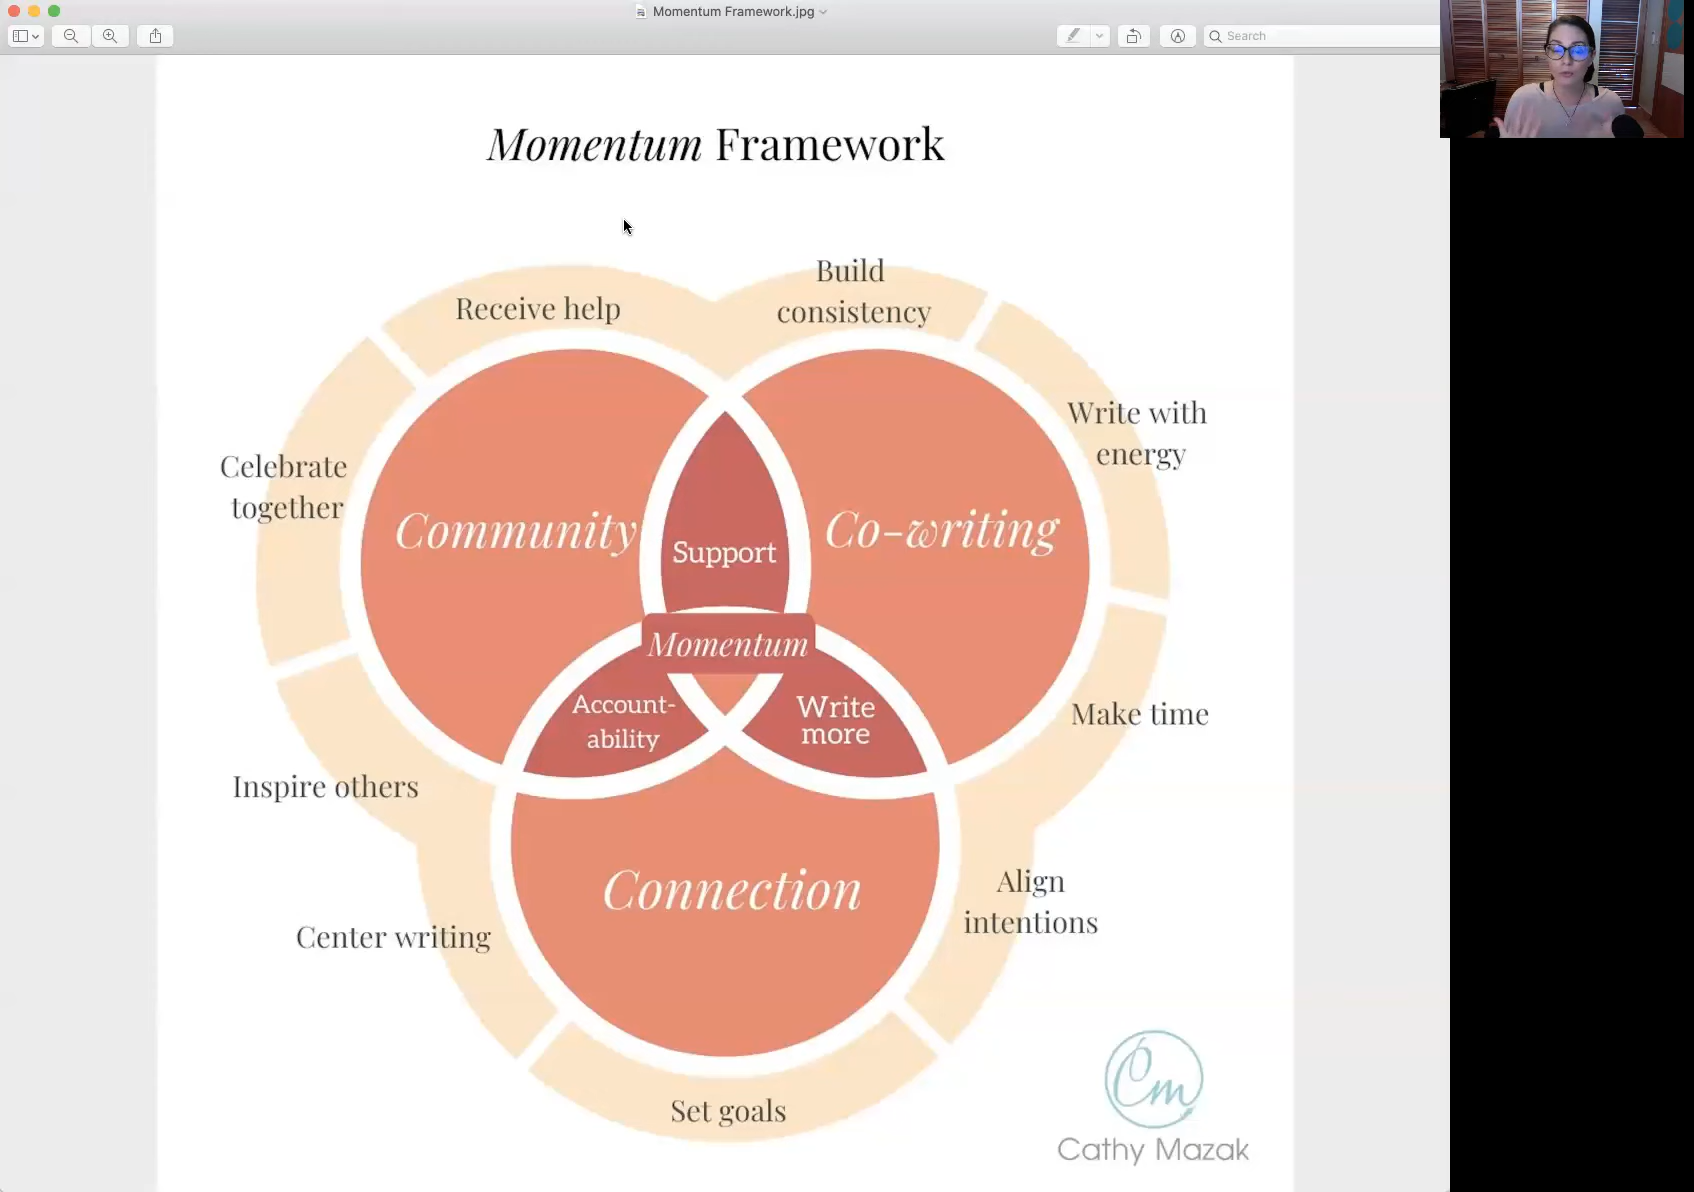 Momentum Framework.jpg
Search
Momentum Framework
Receive help
Build
consistency
Write with
energy
Celebrate
together
Community
Support
Co-writing
Momentum
Account-
ability
Write
more
Make time
Inspire others
Connection
Align
intentions
Center writing
Set goals
Cm
Cathy Mazak